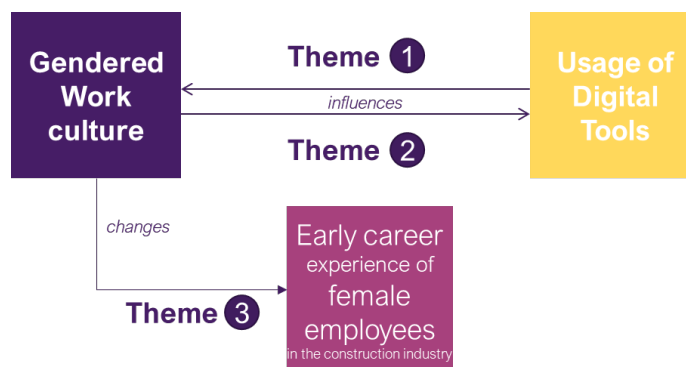 Gendered
Work
culture
Theme 1
influences
Theme 2
Usage of
Digital
Tools
changes
Theme 3
Early career
experience of
female
employees
in the construction industry